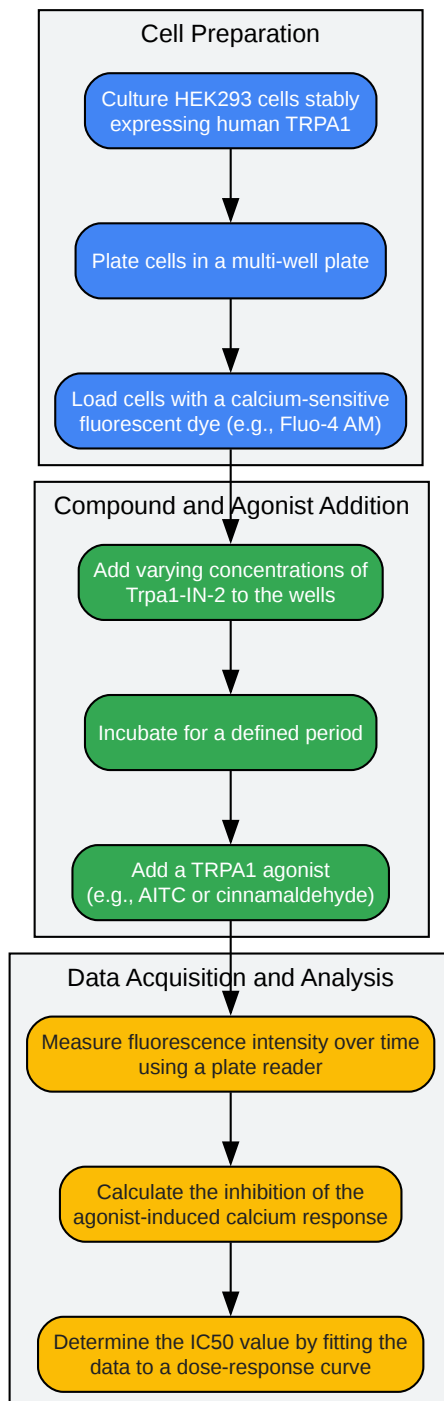 Cell Preparation
Culture HEK293 cells stably
expressing human TRPA1
Plate cells in a multi-well plate
Load cells with a calcium-sensitive
fluorescent dye (e.g., Fluo-4 AM)
Compound and Agonist Addition
Add varying concentrations of
Trpa1-IN-2 to the wells
Incubate for a defined period
Add a TRPA1 agonist
(e.g., AITC or cinnamaldehyde)
Data Acquisition and Analysis
Measure fluorescence intensity over time
using a plate reader
Calculate the inhibition of the
agonist-induced calcium response
Determine the IC50 value by fitting the
data to a dose-response curve